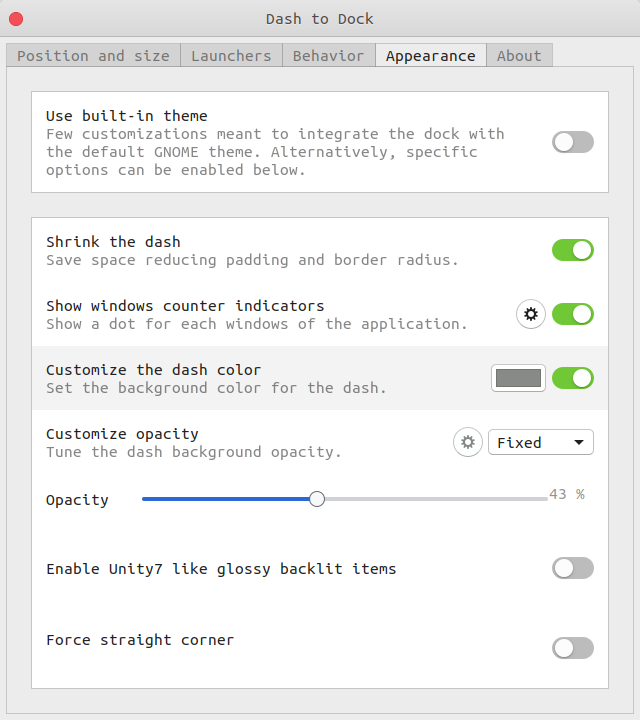 Dash to Dock
Position and size Launchers Behavior Appearance About
Use built-in theme
Few customizations meant to integrate the dock with
the default GNOME theme. Alternatively, specific
options can be enabled below.
Shrink the dash
Save space reducing padding and border radius.
Show windows counter indicators
Show a dot for each windows of the application.
Customize the dash color
Set the background color for the dash.
Customize opacity
Tune the dash background opacity.
Fixed
Opacity
43 %
Enable Unity7 like glossy backlit items
Force straight corner